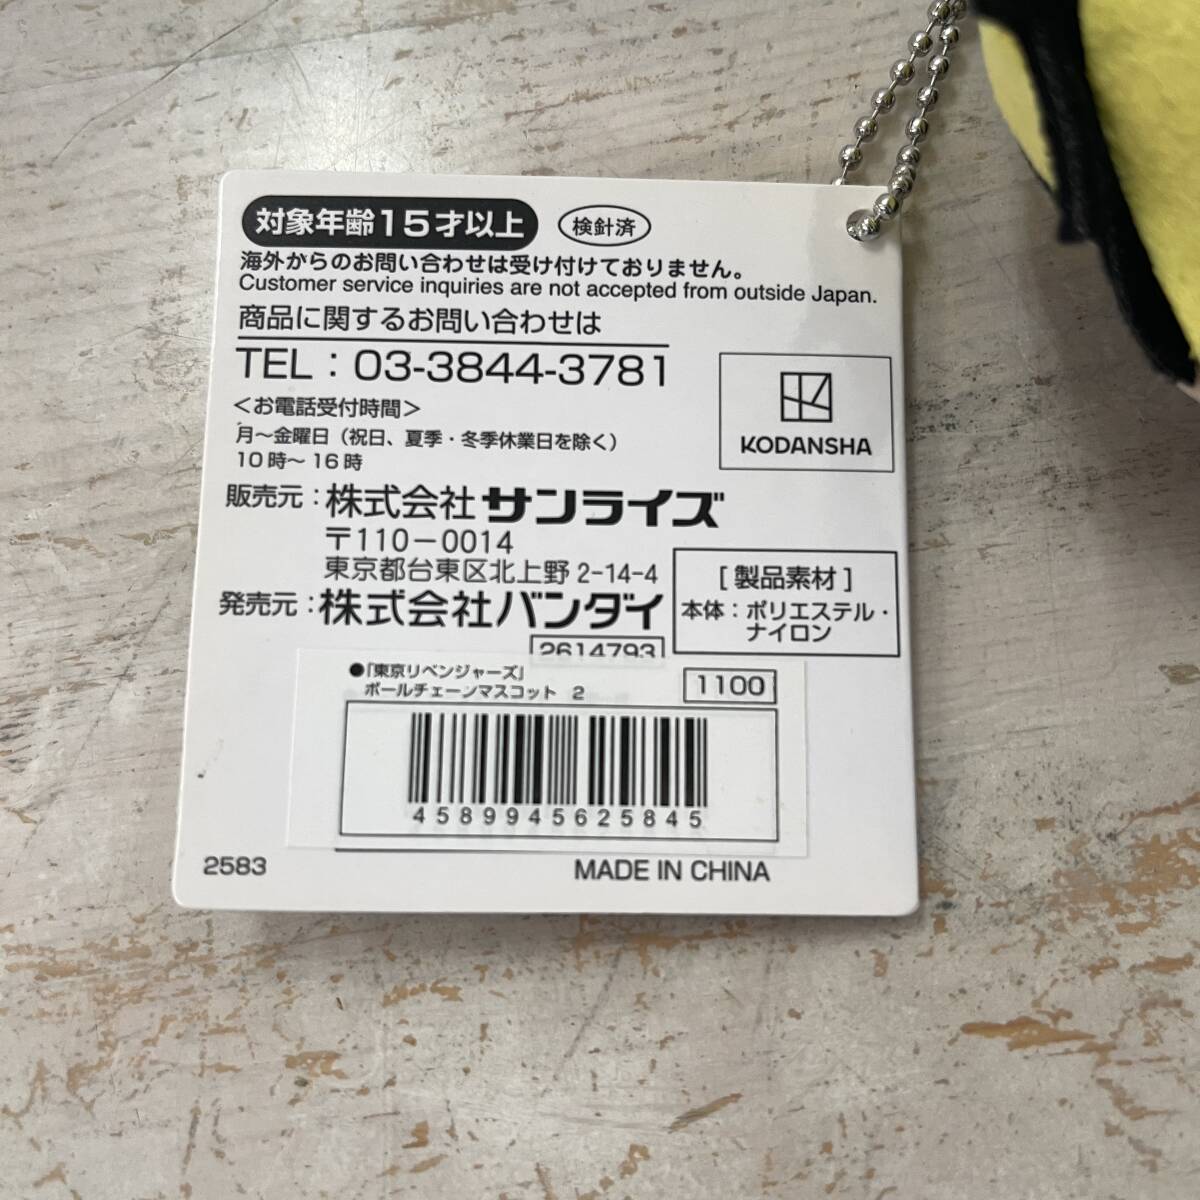 対象年齢15才以上
検針済
海外からのお問い合わせは受け付けておりません。
Customer service inquiries are not accepted from outside Japan.
商品に関するお問い合わせは
TEL：03-3844-3781
＜お電話受付時間＞
月～金曜日（祝日、夏季・冬季休業日を除く）
10時～16時
KODANSHA
販売元：株式会社サンライズ
〒110－0014
東京都台東区北上野2-14-4
発売元：株式会社バンダイ
[製品素材]
本体：ポリエステル・
ナイロン
2614793
●「東京リベンジャーズ」
ボールチェーンマスコット 2
1100
4589945625845
2583
MADE IN CHINA